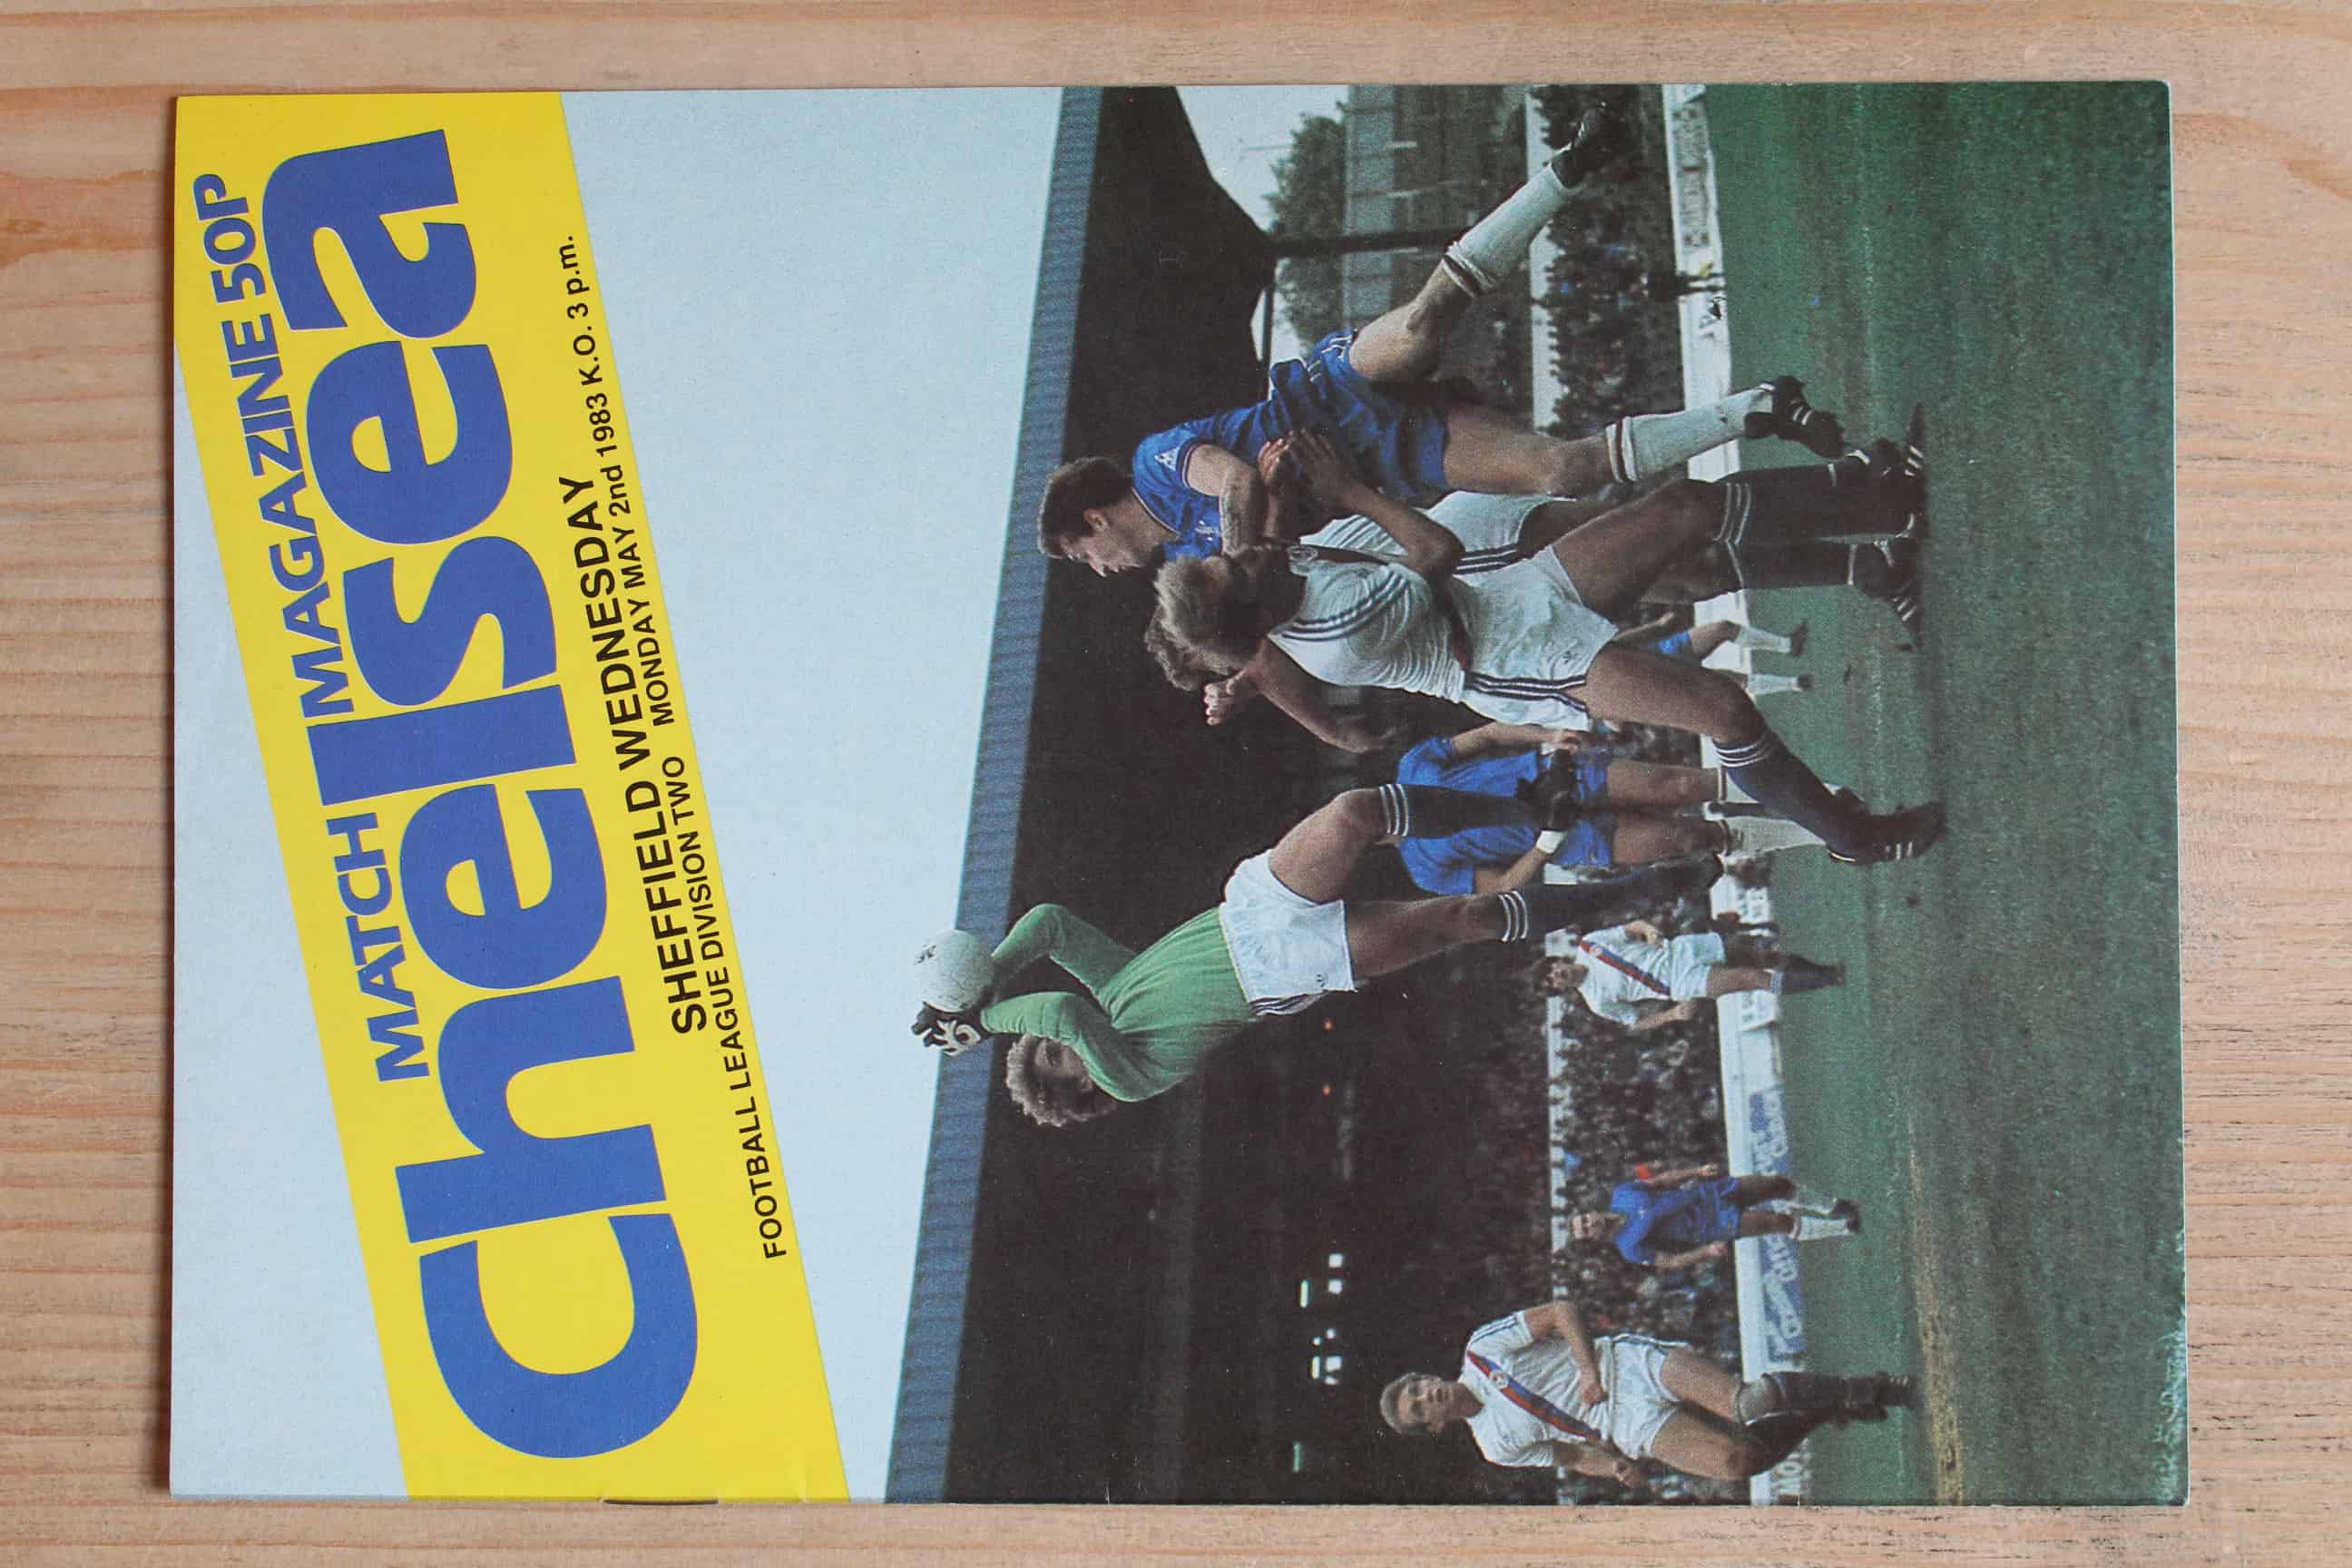 MATCH MAGAZINE 50P
chelsea
SHEFFIELD WEDNESDAY
FOOTBALL LEAGUE DIVISION TWO MONDAY MAY 2nd 1983 K.O. 3 p.m.